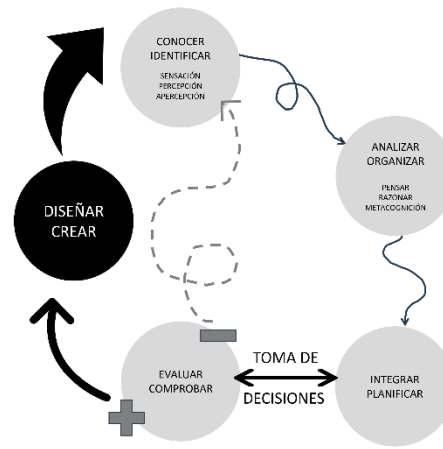 CONOCER
IDENTIFICAR
SENSACIÓN
PERCEPCIÓN
APERCEPCIÓN
ANALIZAR
ORGANIZAR
PENSAR
RAZONAR
METACOGNICIÓN
DISEÑAR
CREAR
EVALUAR
COMPROBAR
TOMA DE
DECISIONES
INTEGRAR
PLANIFICAR